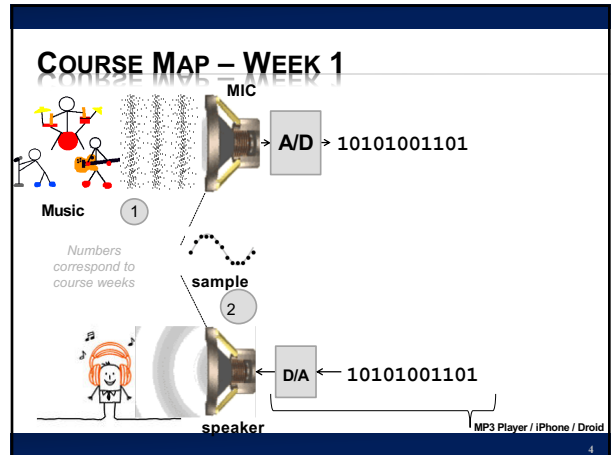 COURSE MAP – WEEK 1
MIC
A/D
10101001101
Music
1
Numbers
correspond to
course weeks
sample
2
D/A
10101001101
speaker
MP3 Player / iPhone / Droid
4